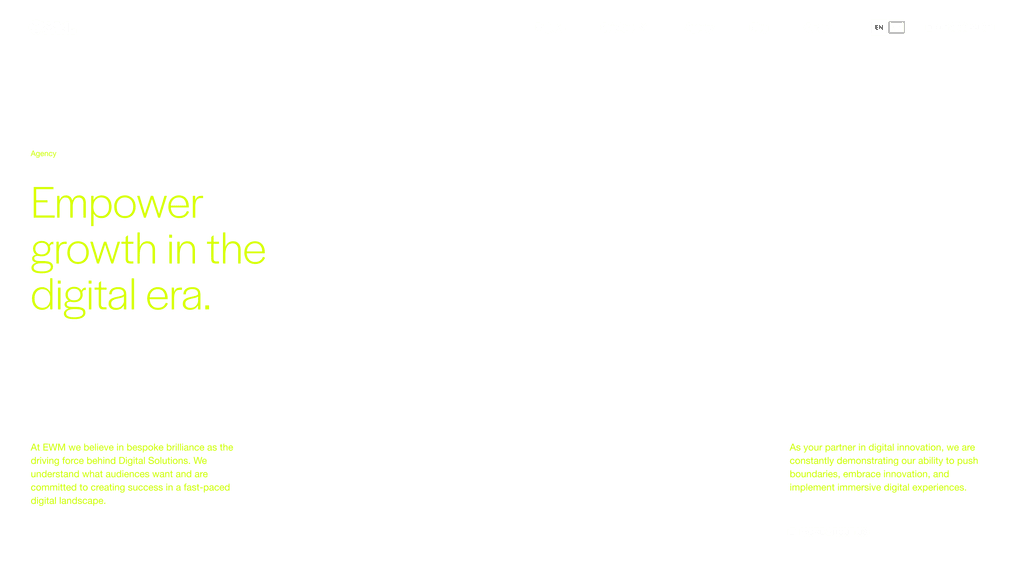 EN
Agency
Empower
growth in the
digital era.
At EWM we believe in bespoke brilliance as the
driving force behind Digital Solutions. We
understand what audiences want and are
committed to creating success in a fast-paced
digital landscape.
As your partner in digital innovation, we are
constantly demonstrating our ability to push
boundaries, embrace innovation, and
implement immersive digital experiences.